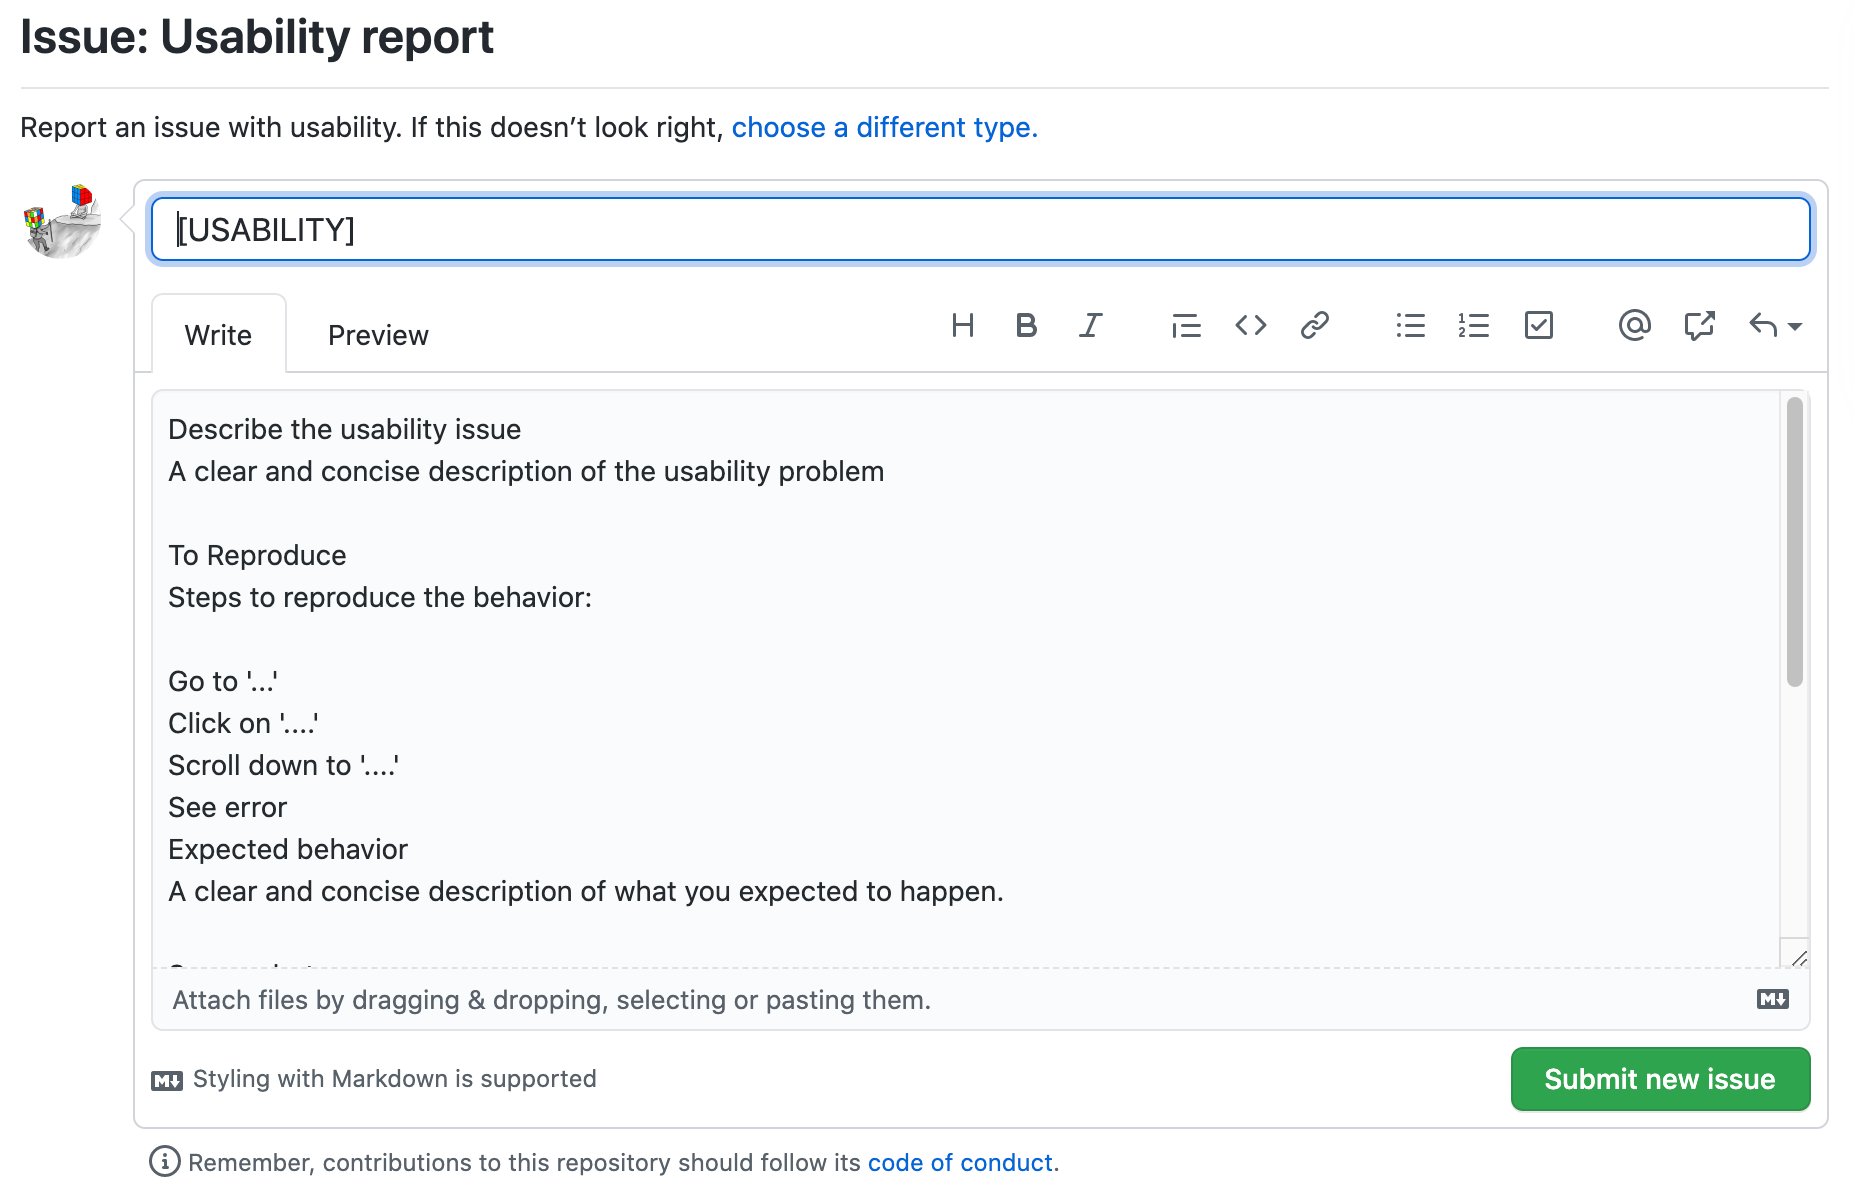 Issue: Usability report
Report an issue with usability. If this doesn’t look right, choose a different type.
[USABILITY]
Write Preview
Describe the usability issue
A clear and concise description of the usability problem
To Reproduce
Steps to reproduce the behavior:
Go to '...'
Click on '....'
Scroll down to '....'
See error
Expected behavior
A clear and concise description of what you expected to happen.
Attach files by dragging & dropping, selecting or pasting them.
Styling with Markdown is supported
Submit new issue
Remember, contributions to this repository should follow its code of conduct.